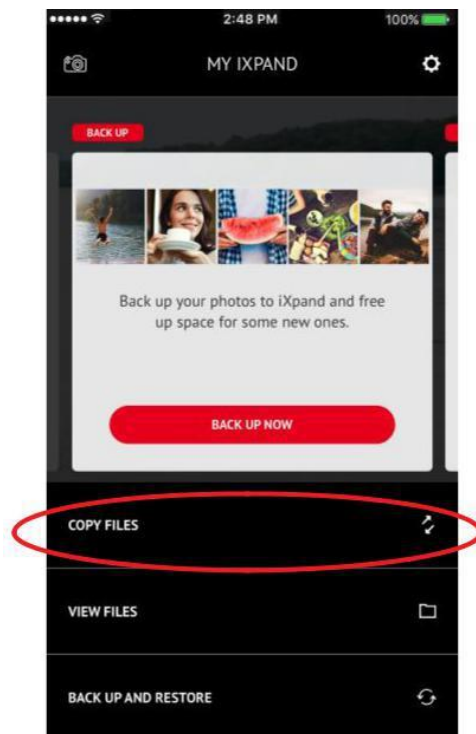 2:48 PM
100%
MY IXPAND
BACK UP
Back up your photos to iXpand and free
up space for some new ones.
BACK UP NOW
COPY FILES
VIEW FILES
BACK UP AND RESTORE